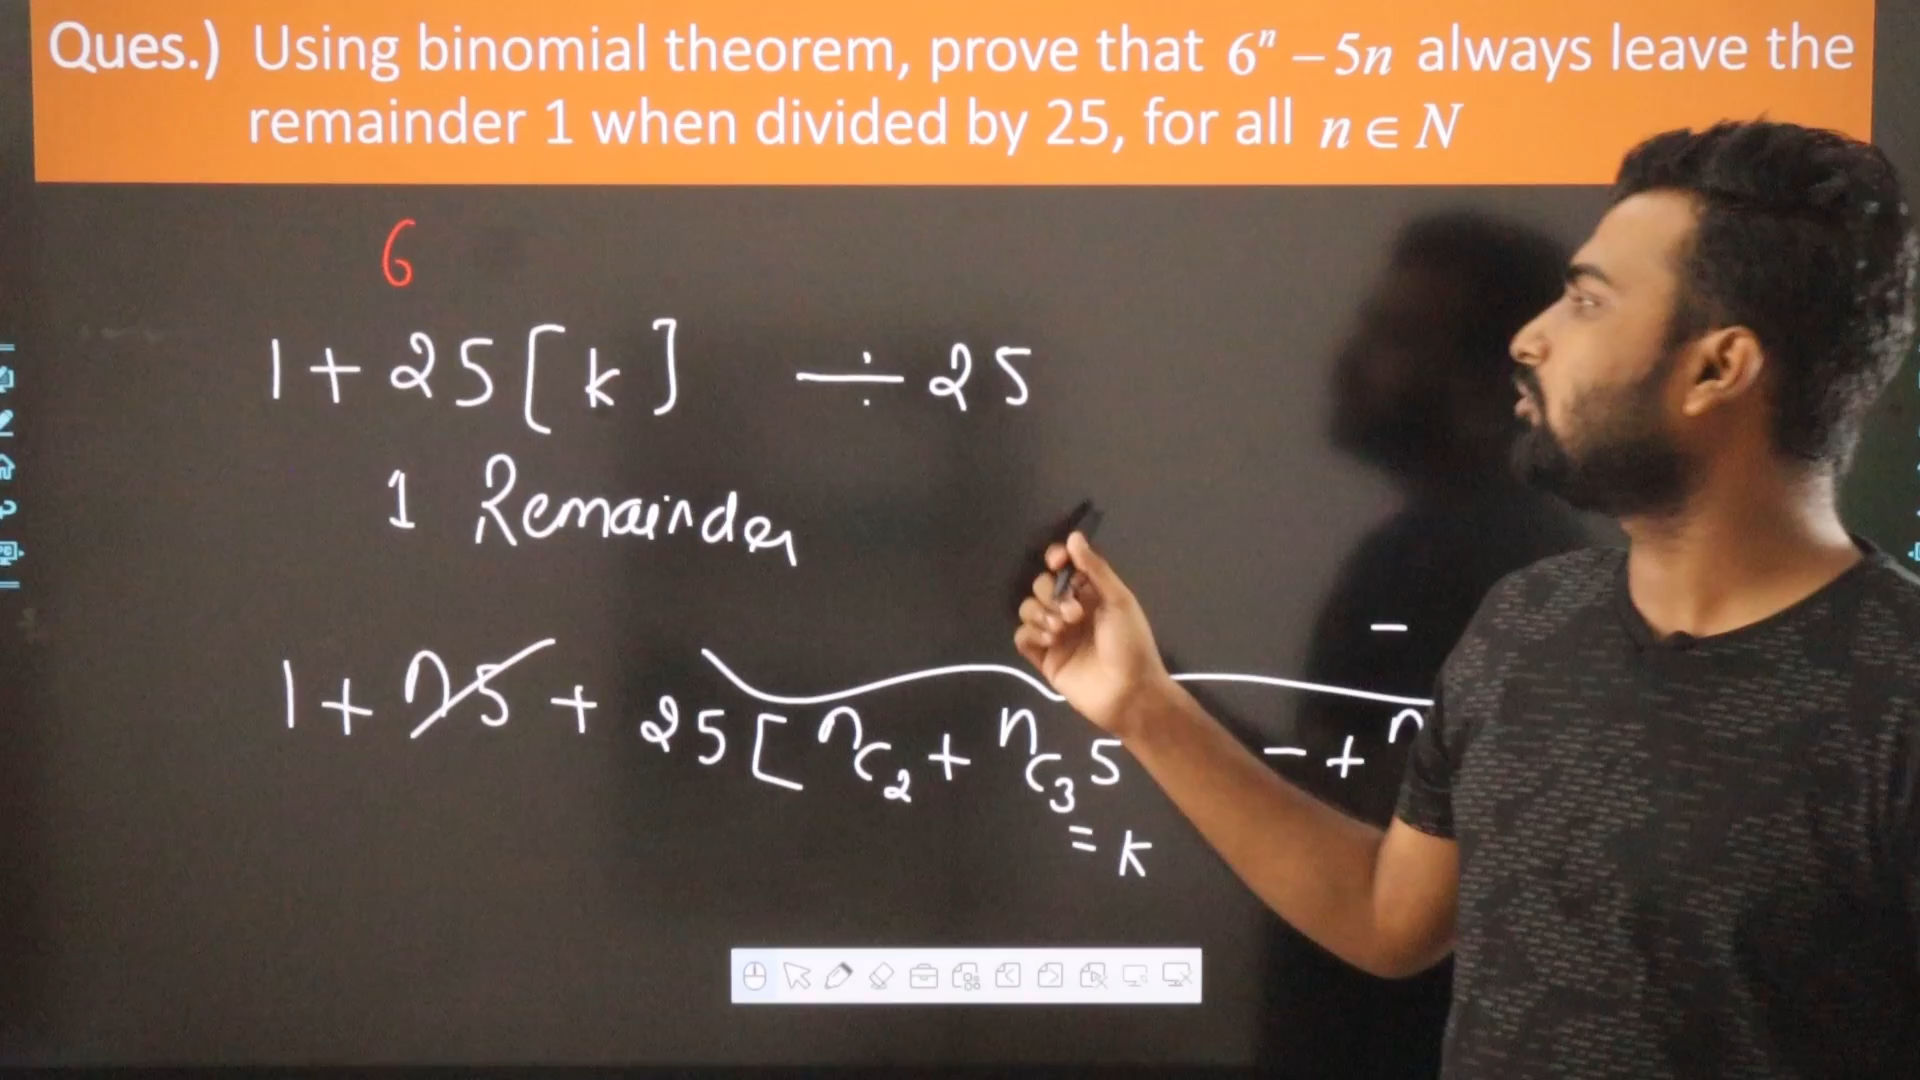 Ques.) Using binomial theorem, prove that 6ⁿ – 5n always leave the
remainder 1 when divided by 25, for all n ∈ N
6
1 + 25 [ k ] ÷ 25
1 Remainder
–
1 + n5 + 25 [ ⁿC₂ + ⁿC₃ 5 – + n
= k